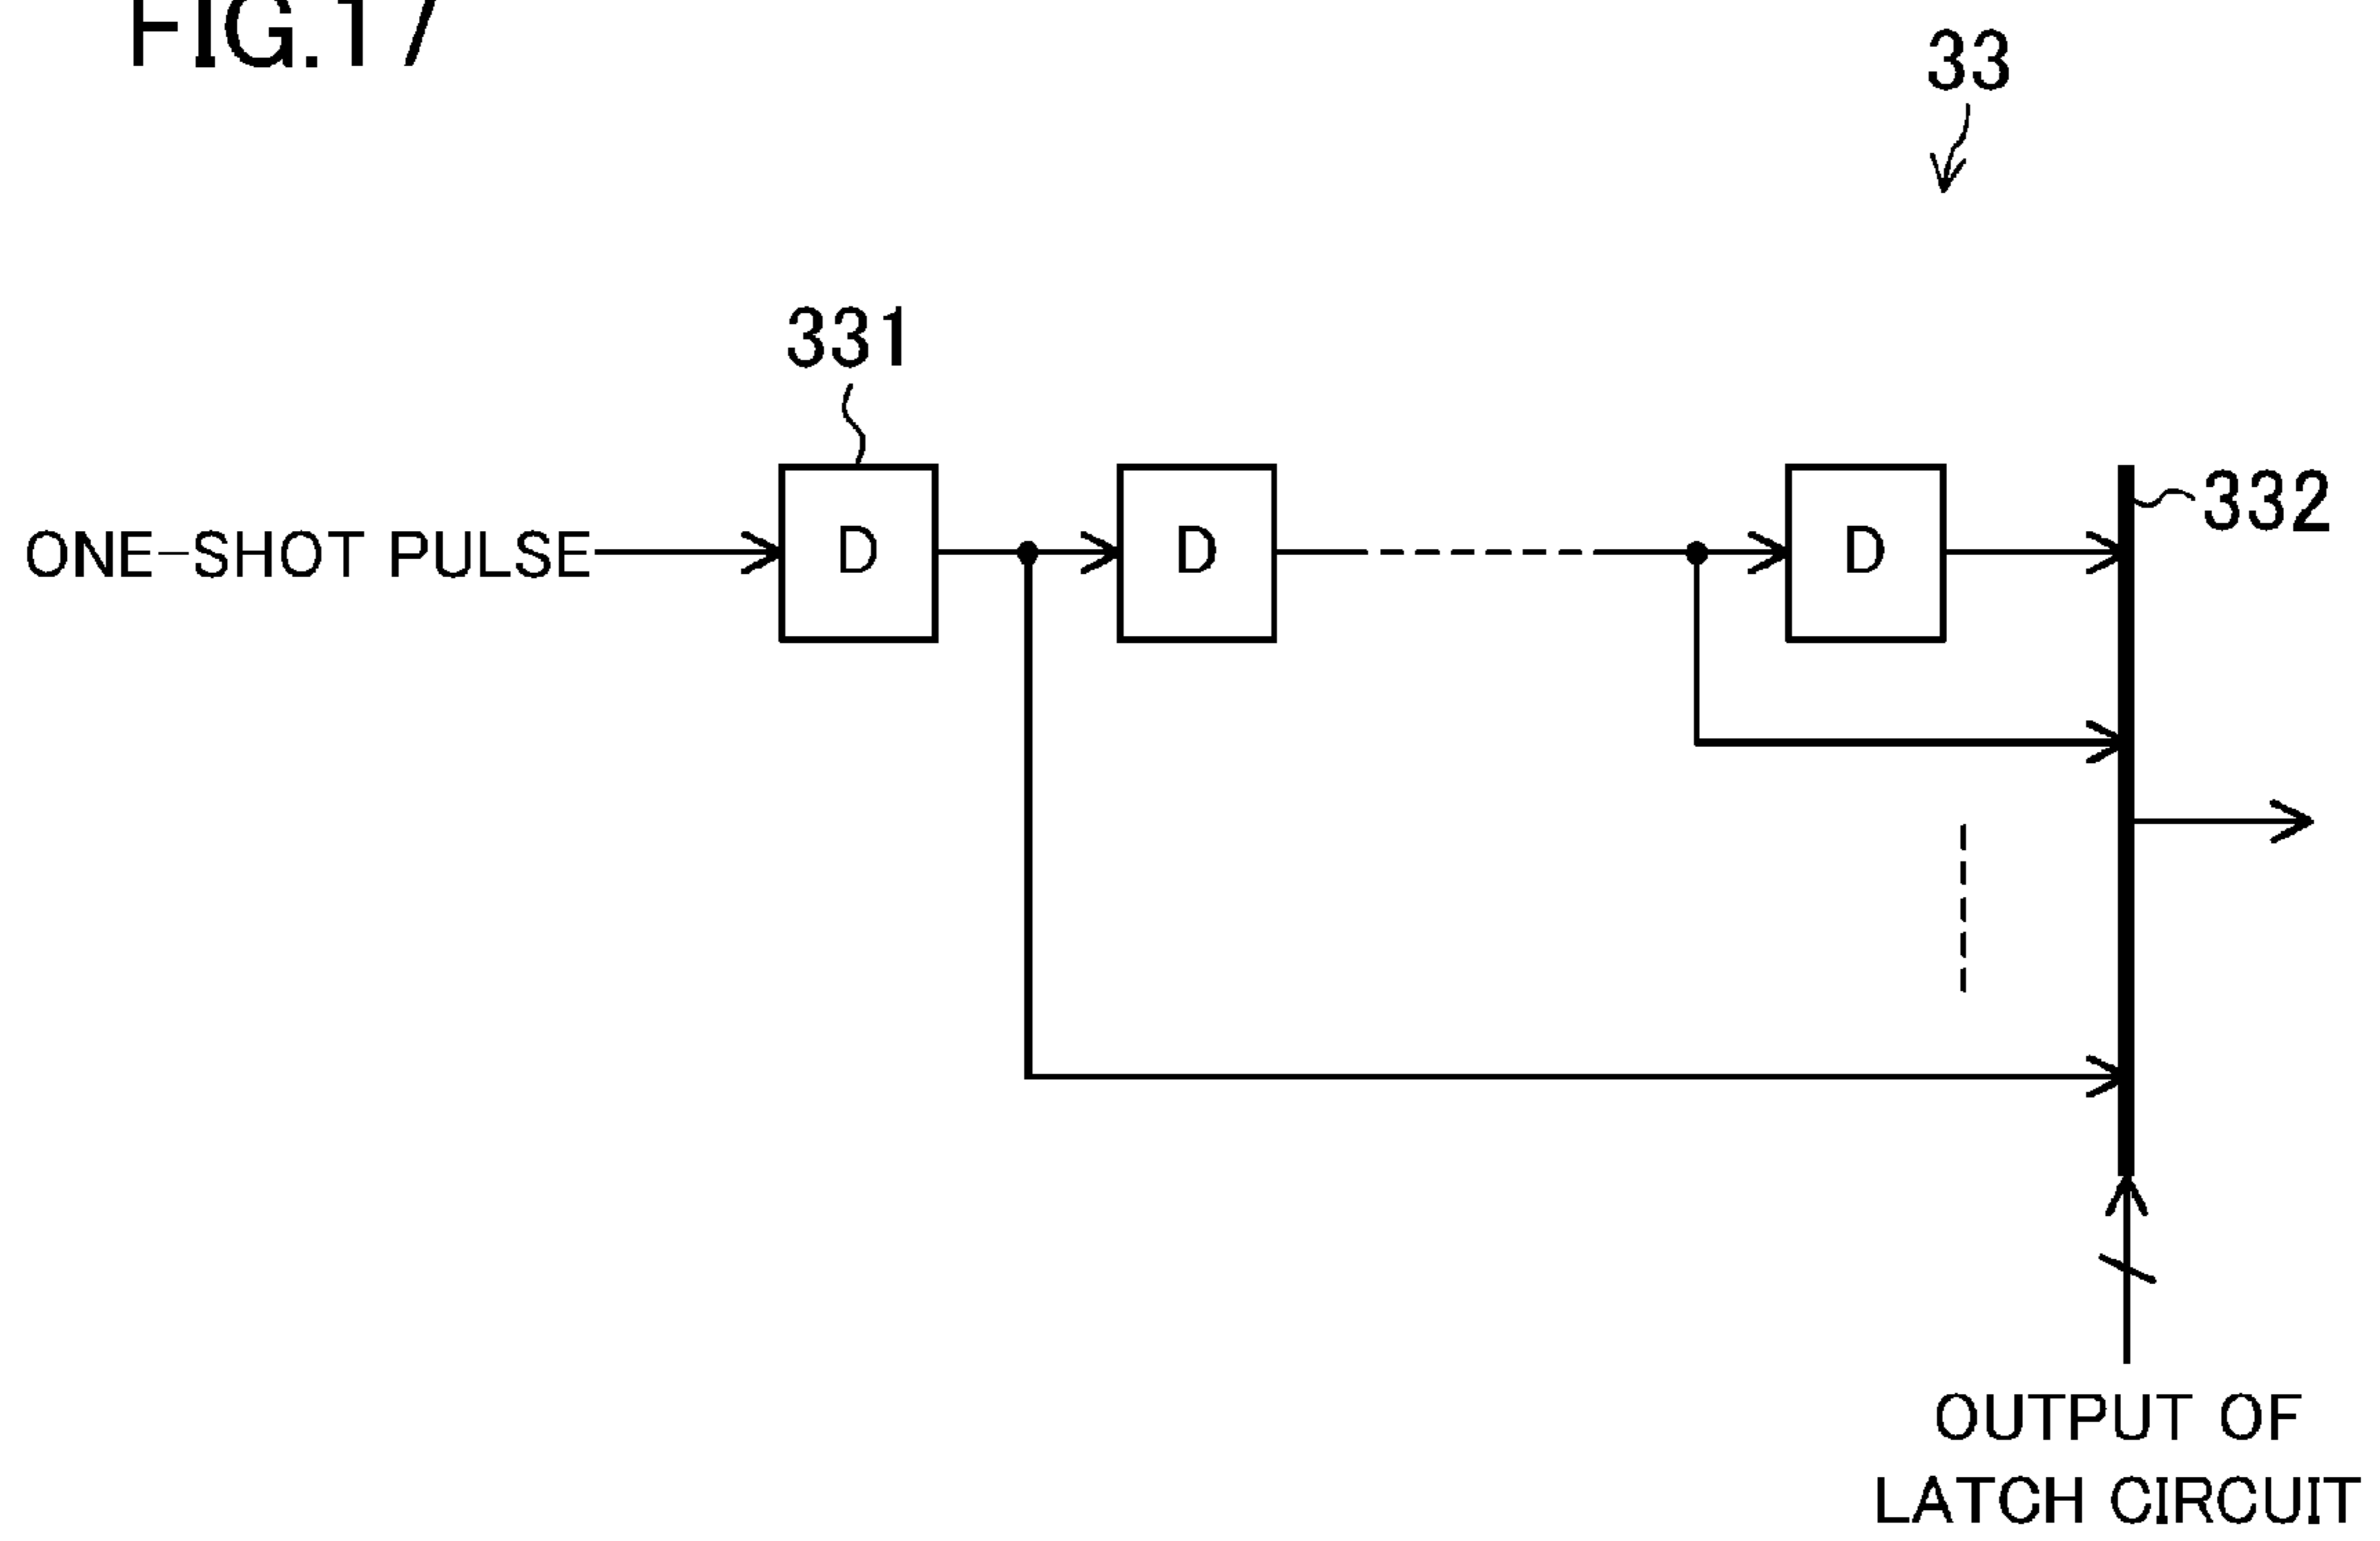 FIG.17
33
331
332
ONE-SHOT PULSE
D
D
D
OUTPUT OF
LATCH CIRCUIT